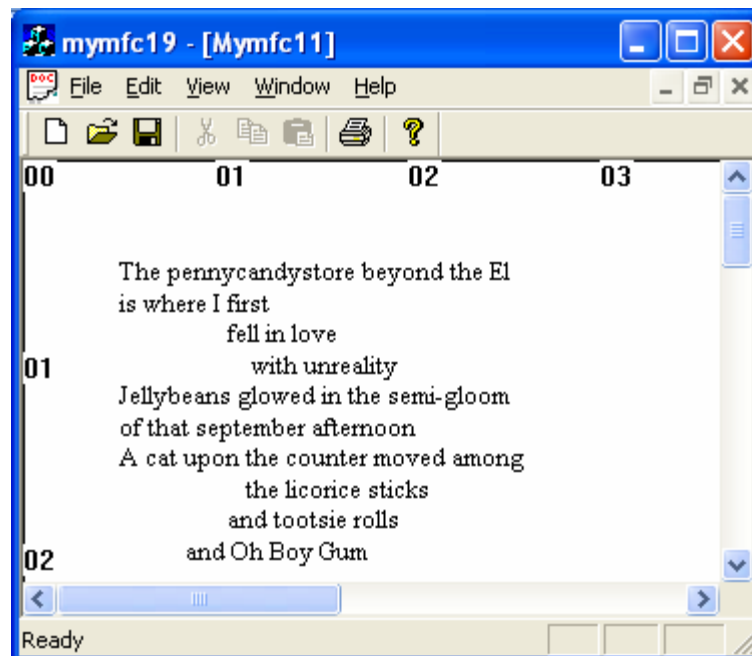 mymfc19 - [Mymfc11]
DOC File Edit View Window Help
00 01 02 03
The pennycandystore beyond the El
is where I first
fell in love
01 with unreality
Jellybeans glowed in the semi-gloom
of that september afternoon
A cat upon the counter moved among
the licorice sticks
and tootsie rolls
02 and Oh Boy Gum
Ready